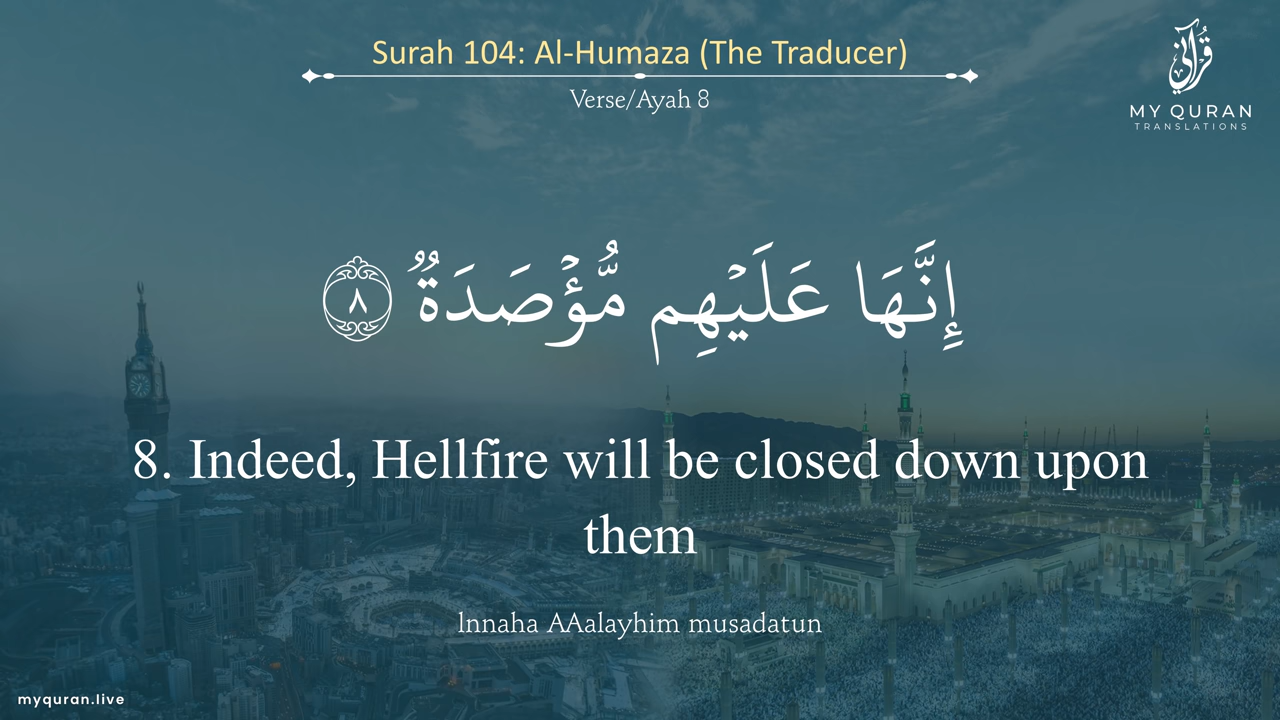 Surah 104: Al-Humaza (The Traducer)
Verse/Ayah 8
قرآني
MY QURAN
TRANSLATIONS
إِنَّهَا عَلَيْهِم مُّؤْصَدَةٌ ٨
8. Indeed, Hellfire will be closed down upon
them
Innaha AAalayhim musadatun
myquran.live